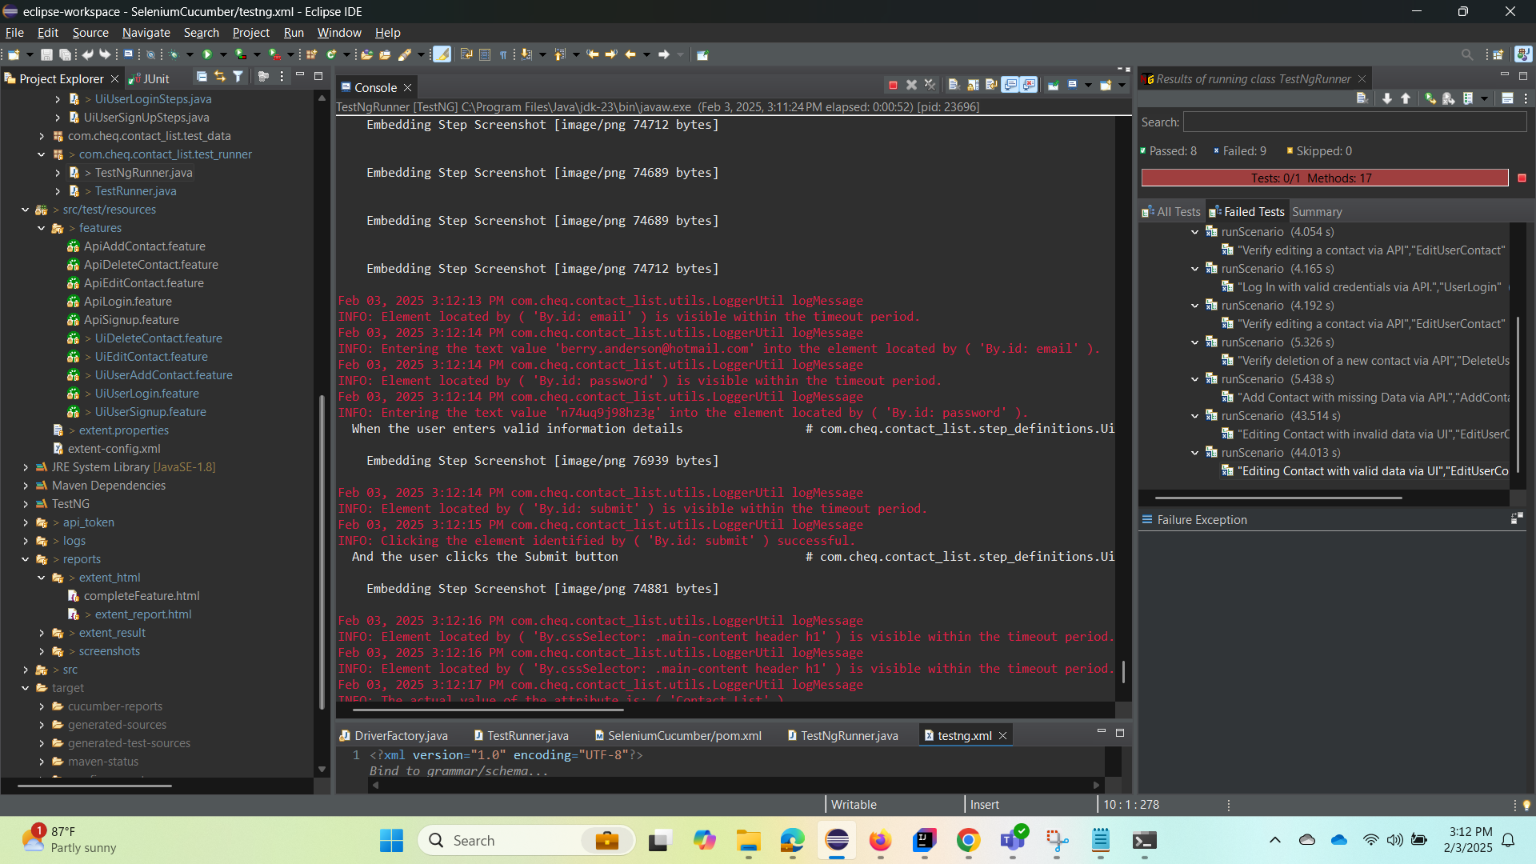 eclipse-workspace - SeleniumCucumber/testng.xml - Eclipse IDE
File Edit Source Navigate Search Project Run Window Help
Project Explorer
JUnit
UiUserLoginSteps.java
UiUserSignUpSteps.java
com.cheq.contact_list.test_data
> com.cheq.contact_list.test_runner
> TestNgRunner.java
> TestRunner.java
> src/test/resources
> features
ApiAddContact.feature
ApiDeleteContact.feature
ApiEditContact.feature
ApiLogin.feature
ApiSignup.feature
> UiDeleteContact.feature
> UiEditContact.feature
> UiUserAddContact.feature
> UiUserLogin.feature
> UiUserSignup.feature
> extent.properties
extent-config.xml
JRE System Library [JavaSE-1.8]
Maven Dependencies
TestNG
> api_token
> logs
> reports
> extent_html
completeFeature.html
> extent_report.html
> extent_result
> screenshots
> src
target
cucumber-reports
generated-sources
generated-test-sources
maven-status
Console
TestNgRunner [TestNG] C:\Program Files\Java\jdk-23\bin\javaw.exe (Feb 3, 2025, 3:11:24 PM elapsed: 0:00:52) [pid: 23696]
Embedding Step Screenshot [image/png 74712 bytes]
Embedding Step Screenshot [image/png 74689 bytes]
Embedding Step Screenshot [image/png 74689 bytes]
Embedding Step Screenshot [image/png 74712 bytes]
Feb 03, 2025 3:12:13 PM com.cheq.contact_list.utils.LoggerUtil logMessage
INFO: Element located by ( 'By.id: email' ) is visible within the timeout period.
Feb 03, 2025 3:12:14 PM com.cheq.contact_list.utils.LoggerUtil logMessage
INFO: Entering the text value 'berry.anderson@hotmail.com' into the element located by ( 'By.id: email' ).
Feb 03, 2025 3:12:14 PM com.cheq.contact_list.utils.LoggerUtil logMessage
INFO: Element located by ( 'By.id: password' ) is visible within the timeout period.
Feb 03, 2025 3:12:14 PM com.cheq.contact_list.utils.LoggerUtil logMessage
INFO: Entering the text value 'n74uq9j98hz3g' into the element located by ( 'By.id: password' ).
When the user enters valid information details # com.cheq.contact_list.step_definitions.Ui
Embedding Step Screenshot [image/png 76939 bytes]
Feb 03, 2025 3:12:14 PM com.cheq.contact_list.utils.LoggerUtil logMessage
INFO: Element located by ( 'By.id: submit' ) is visible within the timeout period.
Feb 03, 2025 3:12:15 PM com.cheq.contact_list.utils.LoggerUtil logMessage
INFO: Clicking the element identified by ( 'By.id: submit' ) successful.
And the user clicks the Submit button # com.cheq.contact_list.step_definitions.Ui
Embedding Step Screenshot [image/png 74881 bytes]
Feb 03, 2025 3:12:16 PM com.cheq.contact_list.utils.LoggerUtil logMessage
INFO: Element located by ( 'By.cssSelector: .main-content header h1' ) is visible within the timeout period.
Feb 03, 2025 3:12:16 PM com.cheq.contact_list.utils.LoggerUtil logMessage
INFO: Element located by ( 'By.cssSelector: .main-content header h1' ) is visible within the timeout period.
Feb 03, 2025 3:12:17 PM com.cheq.contact_list.utils.LoggerUtil logMessage
INFO: The actual value of the attribute is: ( 'Contact List' )
DriverFactory.java TestRunner.java SeleniumCucumber/pom.xml TestNgRunner.java testng.xml
1 <?xml version="1.0" encoding="UTF-8"?>
Bind to grammar/schema...
Results of running class TestNgRunner
Search:
Passed: 8 Failed: 9 Skipped: 0
Tests: 0/1 Methods: 17
All Tests Failed Tests Summary
runScenario (4.054 s)
"Verify editing a contact via API","EditUserContact"
runScenario (4.165 s)
"Log In with valid credentials via API.","UserLogin"
runScenario (4.192 s)
"Verify editing a contact via API","EditUserContact"
runScenario (5.326 s)
"Verify deletion of a new contact via API","DeleteUs
runScenario (5.438 s)
"Add Contact with missing Data via API.","AddConta
runScenario (43.514 s)
"Editing Contact with invalid data via UI","EditUserC
runScenario (44.013 s)
"Editing Contact with valid data via UI","EditUserCo
Failure Exception
Writable Insert 10 : 1 : 278
1
87°F
Partly sunny
Search
3:12 PM
2/3/2025